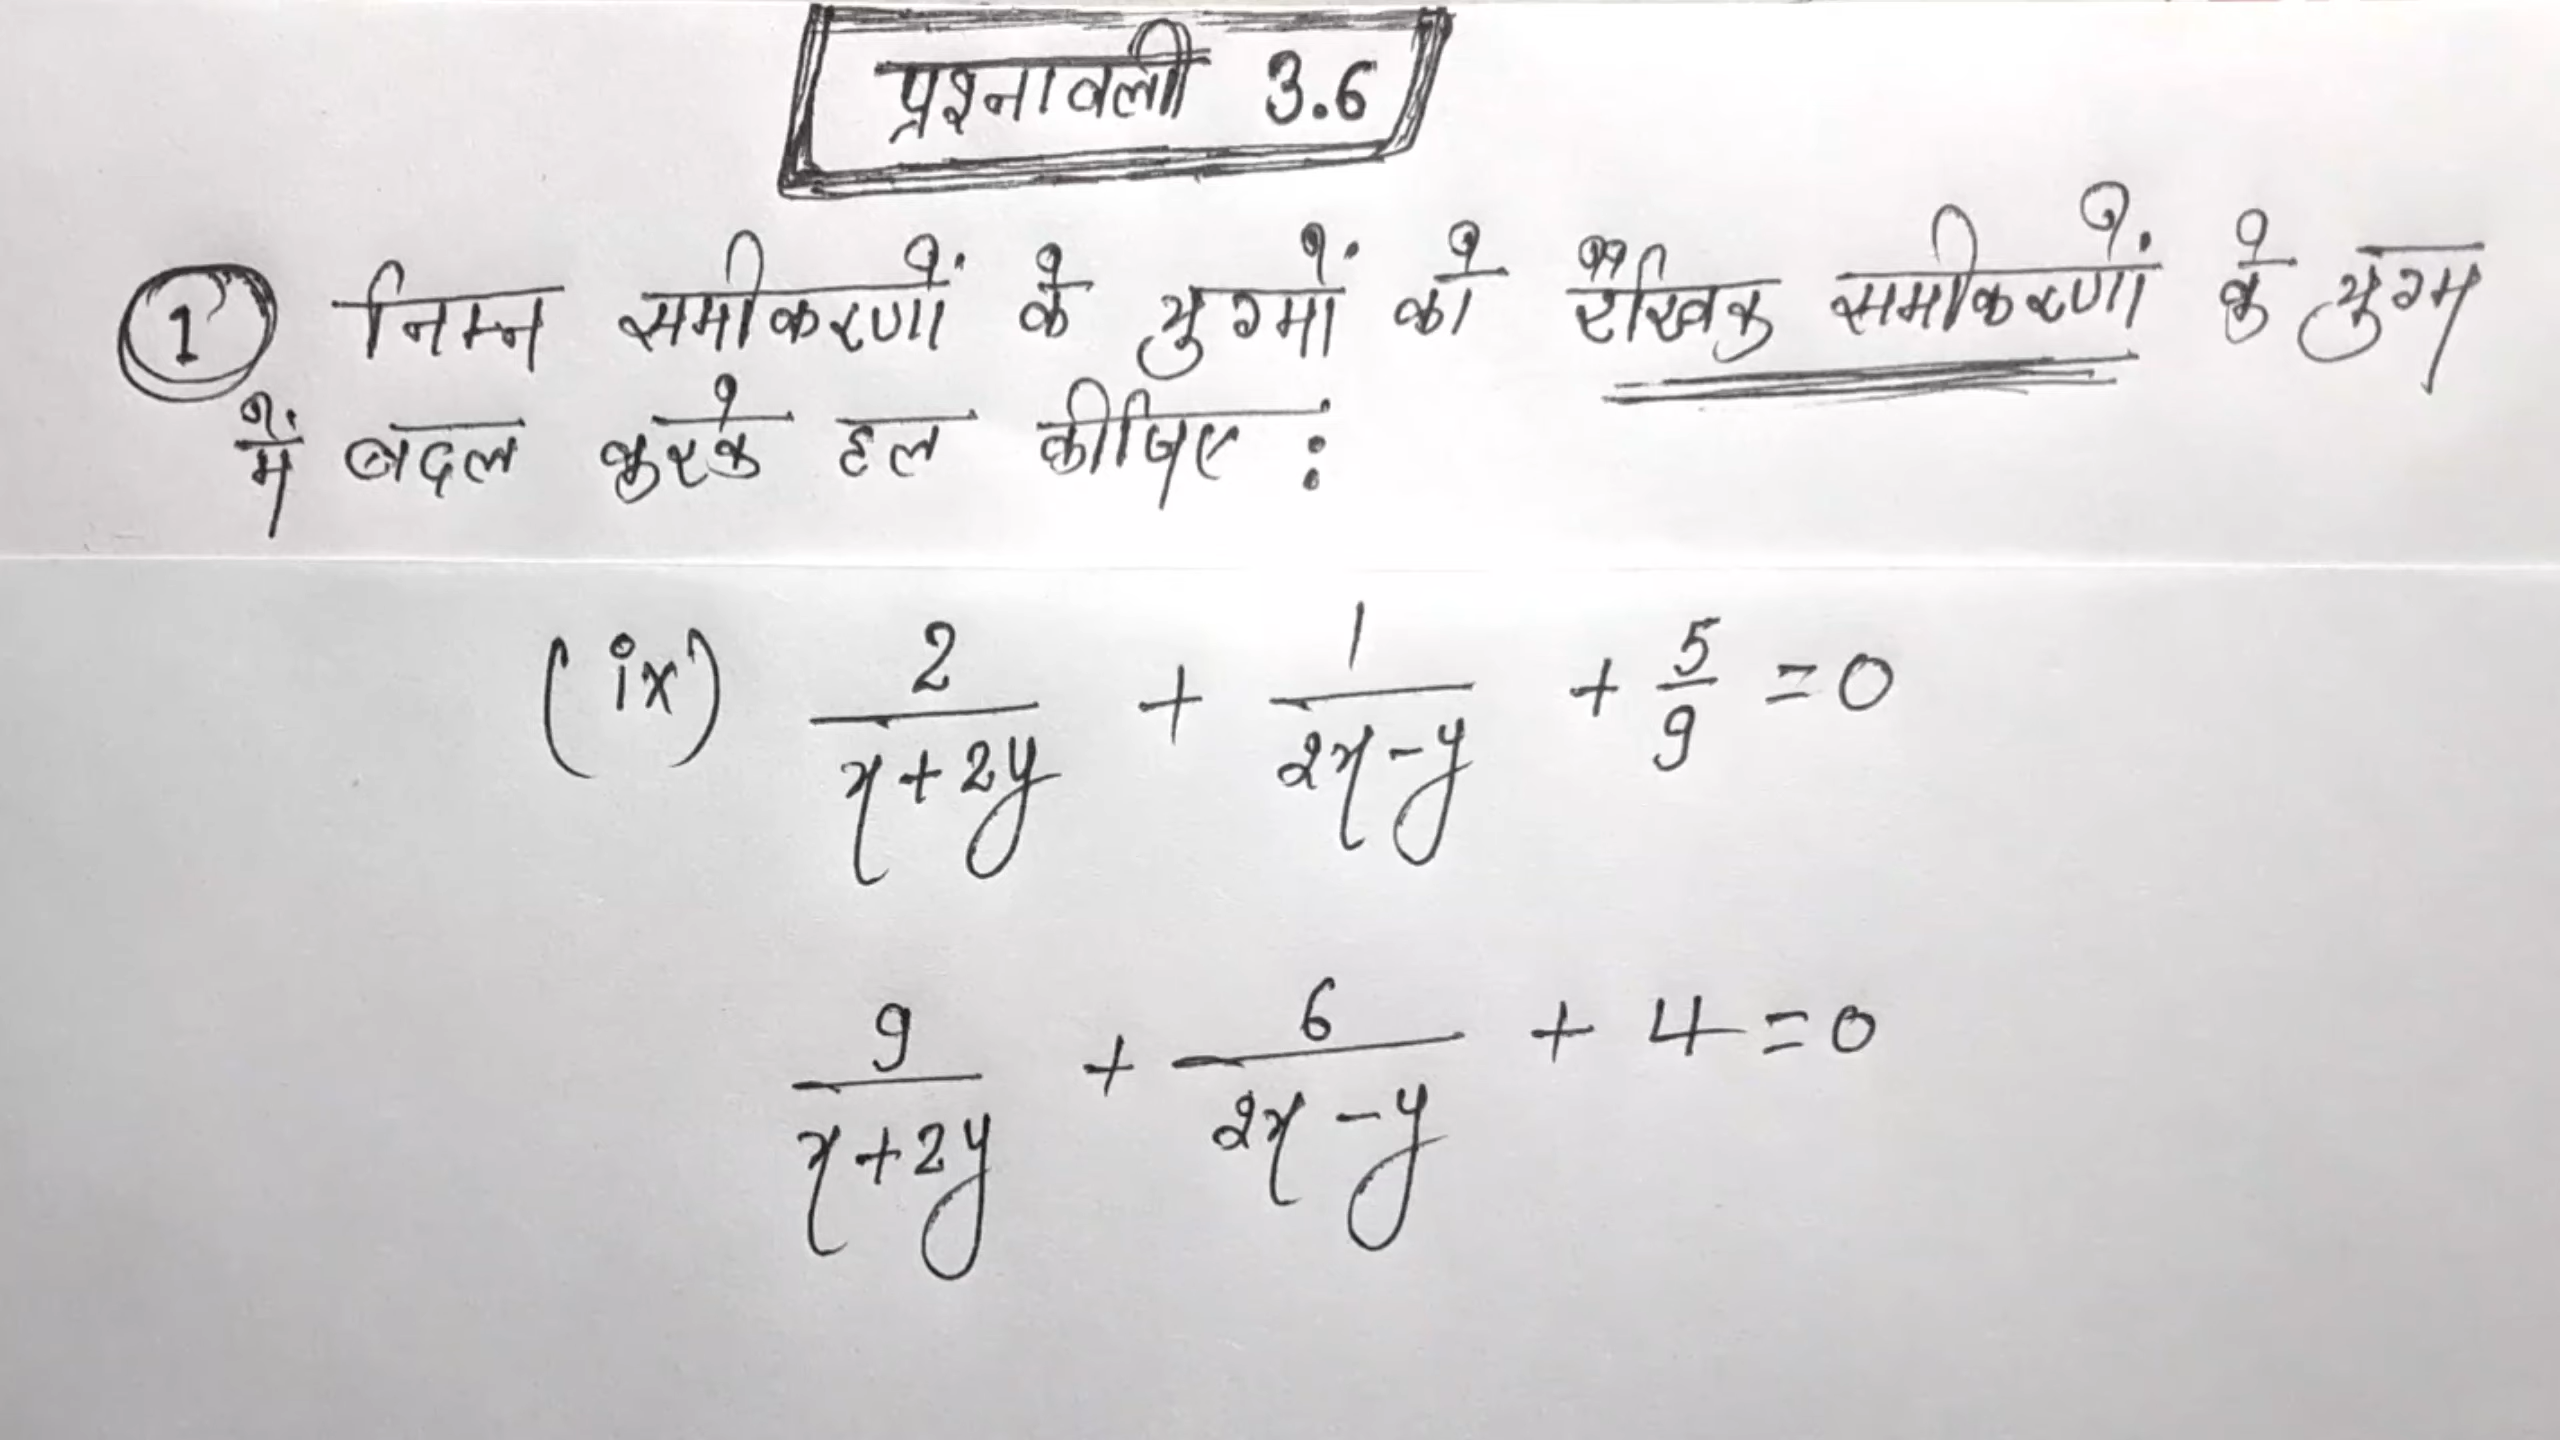 प्रश्नावली 3.6
1 निम्न समीकरणों के युग्मों को रैखिक समीकरणों के युग्म
में बदल करके हल कीजिए :
(ix) 2/(x+2y) + 1/(2x-y) + 5/9 = 0
9/(x+2y) + 6/(2x-y) + 4 = 0